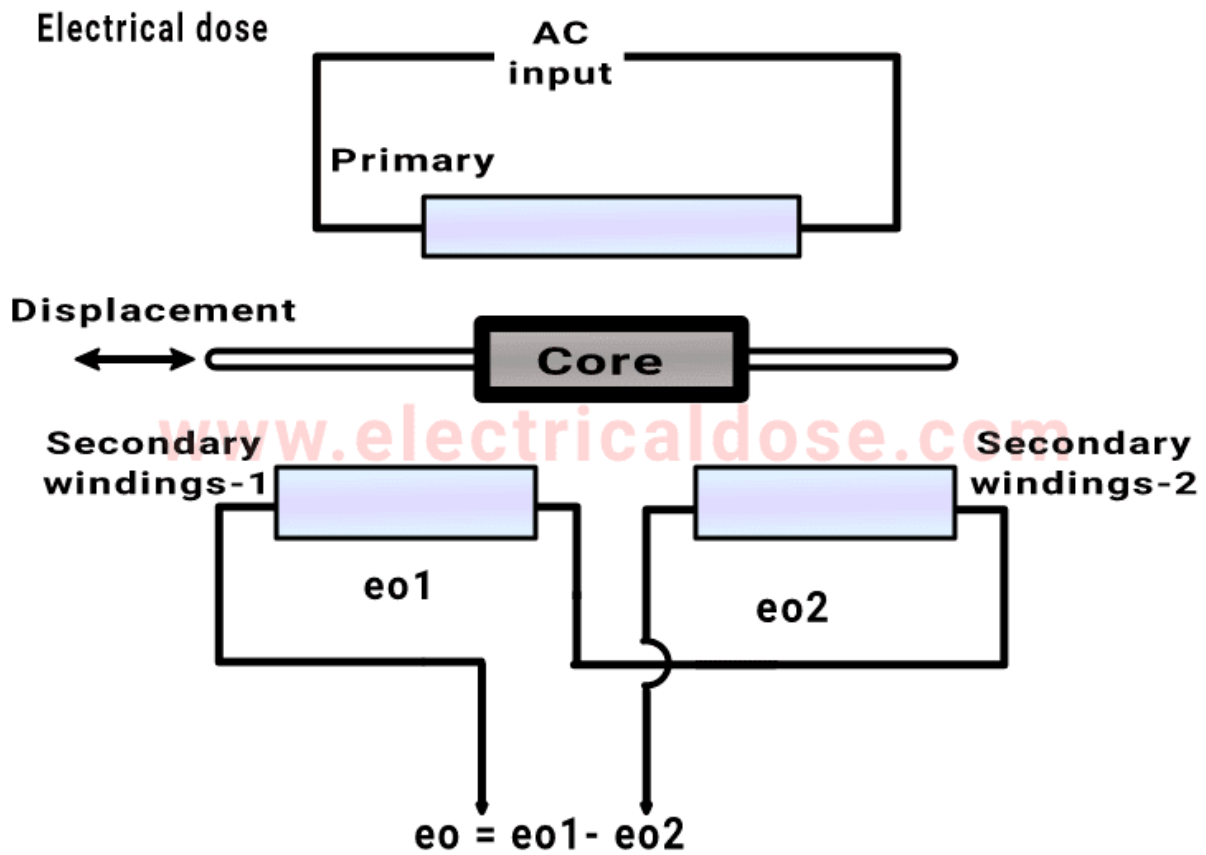 Electrical dose
AC
input
Primary
Displacement
Core
www.electricaldose.com
Secondary
windings-1
Secondary
windings-2
eo1
eo2
eo = eo1- eo2